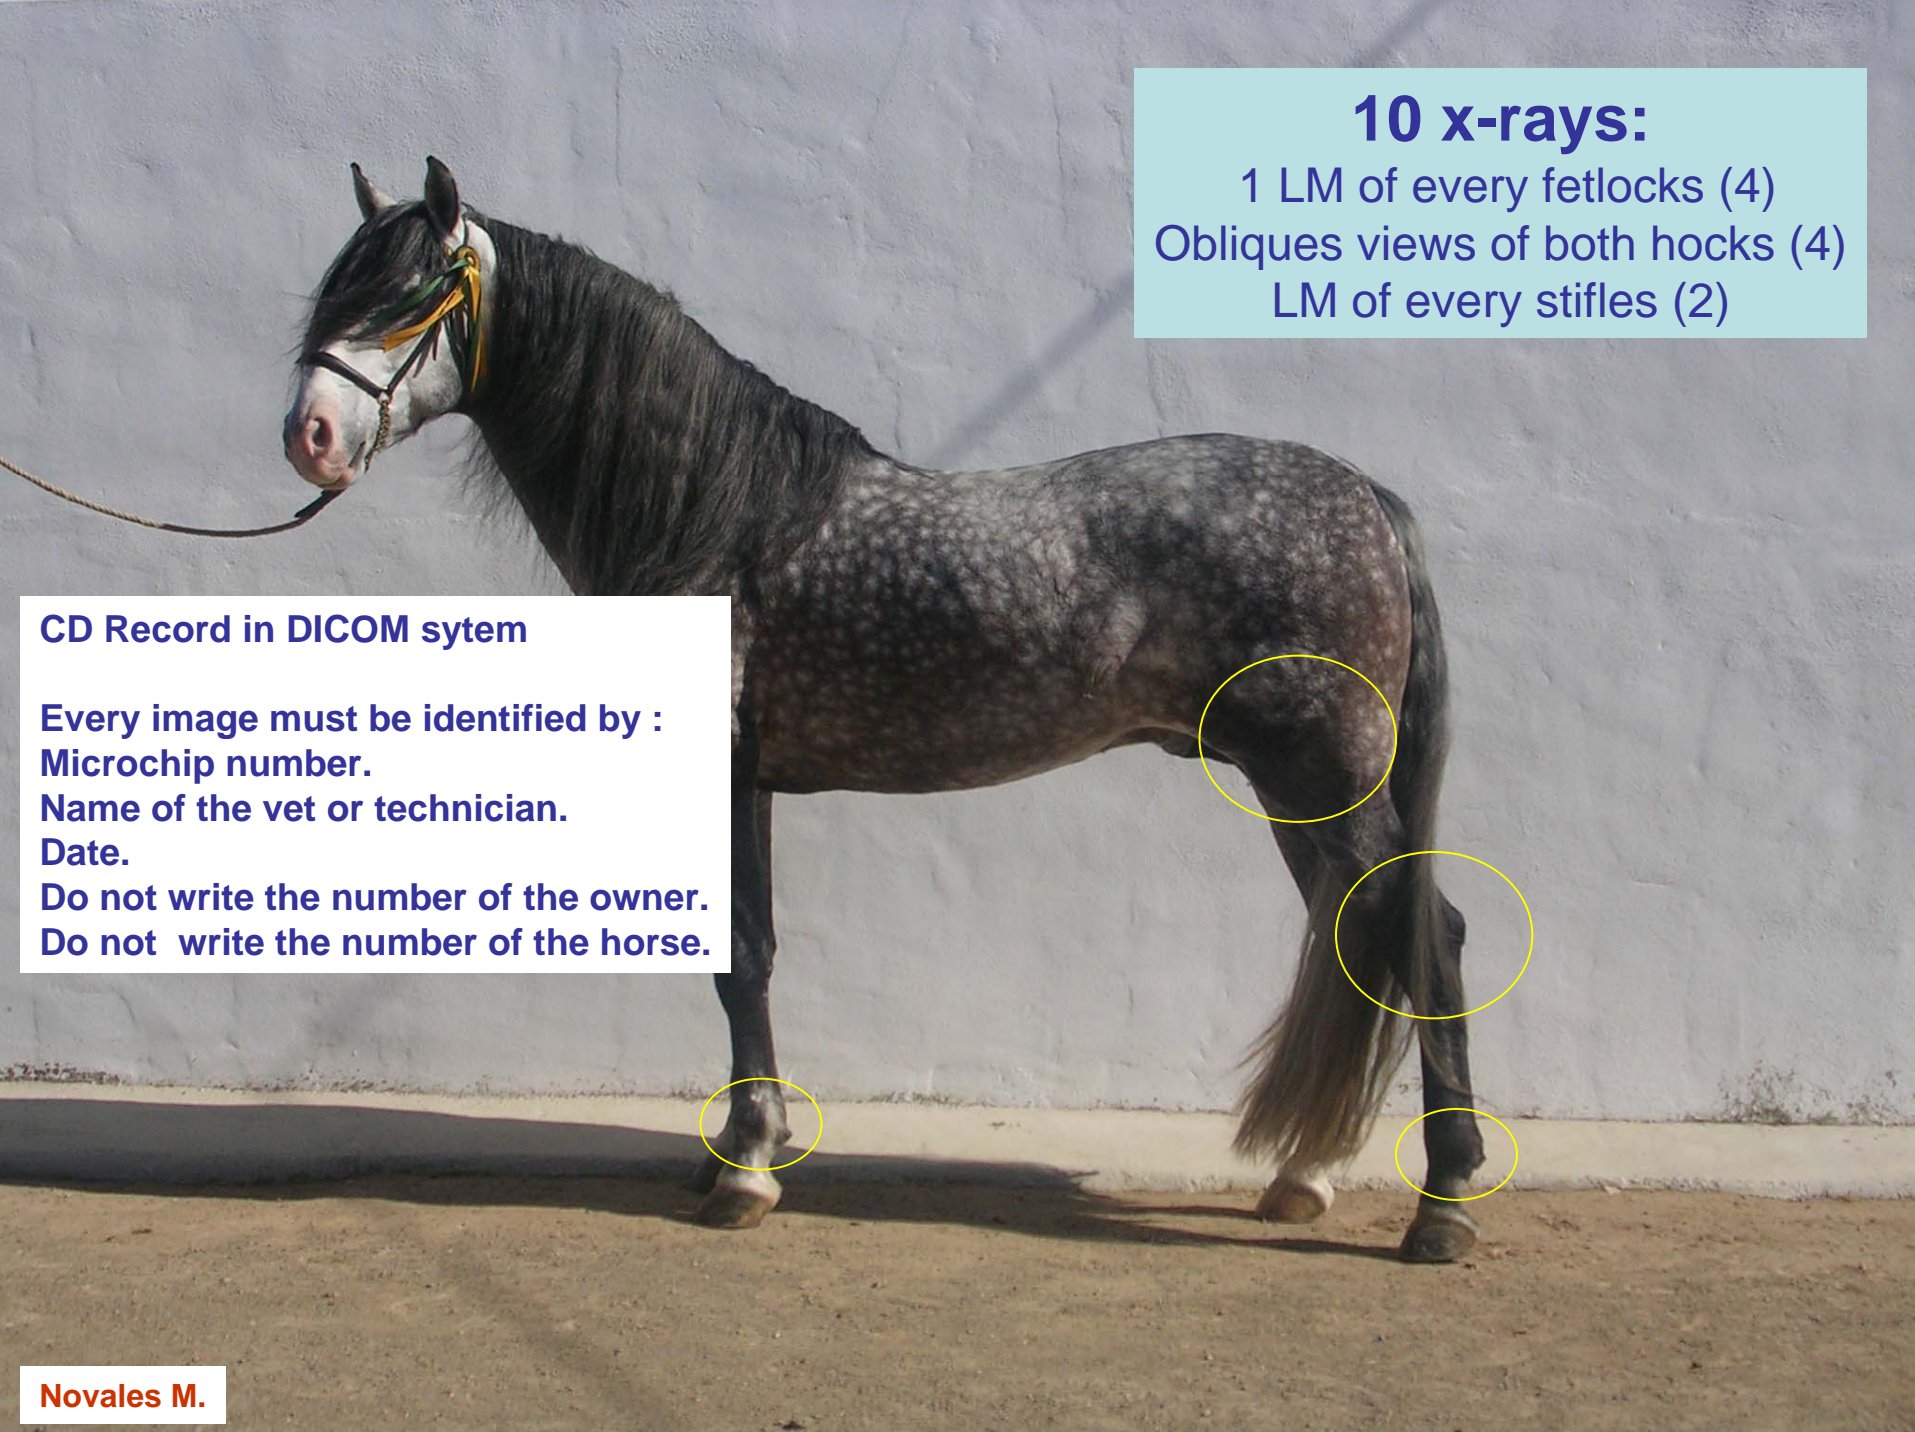 10 x-rays:
1 LM of every fetlocks (4)
Obliques views of both hocks (4)
LM of every stifles (2)
CD Record in DICOM sytem
Every image must be identified by :
Microchip number.
Name of the vet or technician.
Date.
Do not write the number of the owner.
Do not  write the number of the horse.
Novales M.